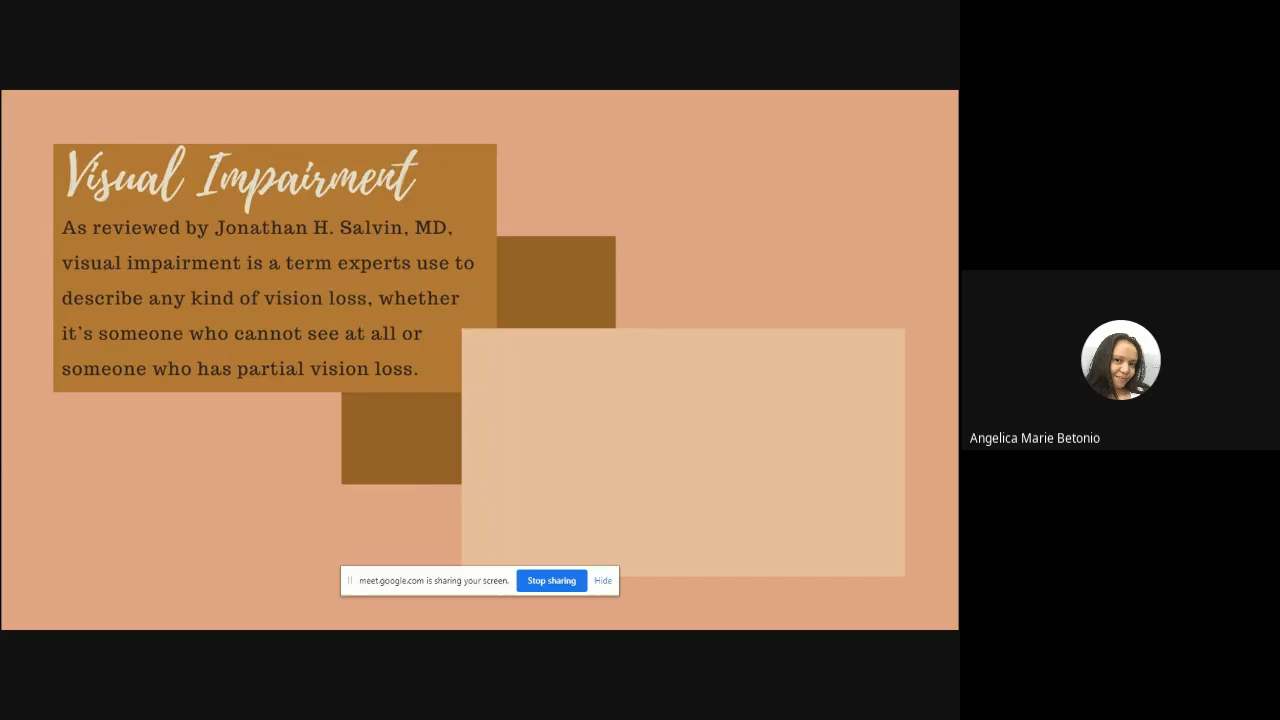 Visual Impairment
As reviewed by Jonathan H. Salvin, MD,
visual impairment is a term experts use to
describe any kind of vision loss, whether
it's someone who cannot see at all or
someone who has partial vision loss.
meet.google.com is sharing your screen. Stop sharing Hide
Angelica Marie Betonio